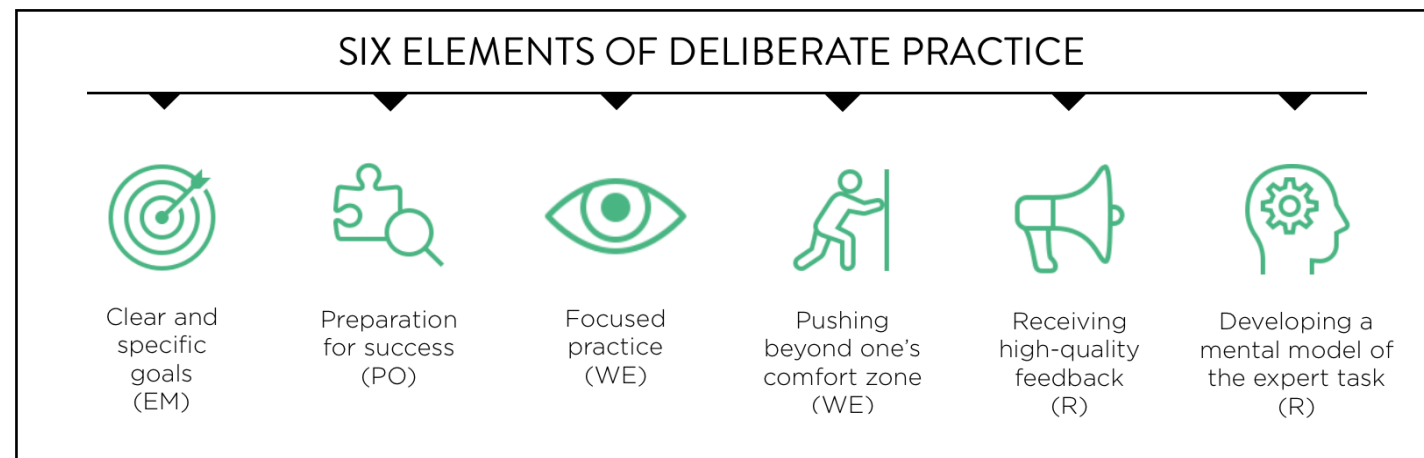 SIX ELEMENTS OF DELIBERATE PRACTICE
Clear and
specific
goals
(EM)
Preparation
for success
(PO)
Focused
practice
(WE)
Pushing
beyond one’s
comfort zone
(WE)
Receiving
high-quality
feedback
(R)
Developing a
mental model of
the expert task
(R)